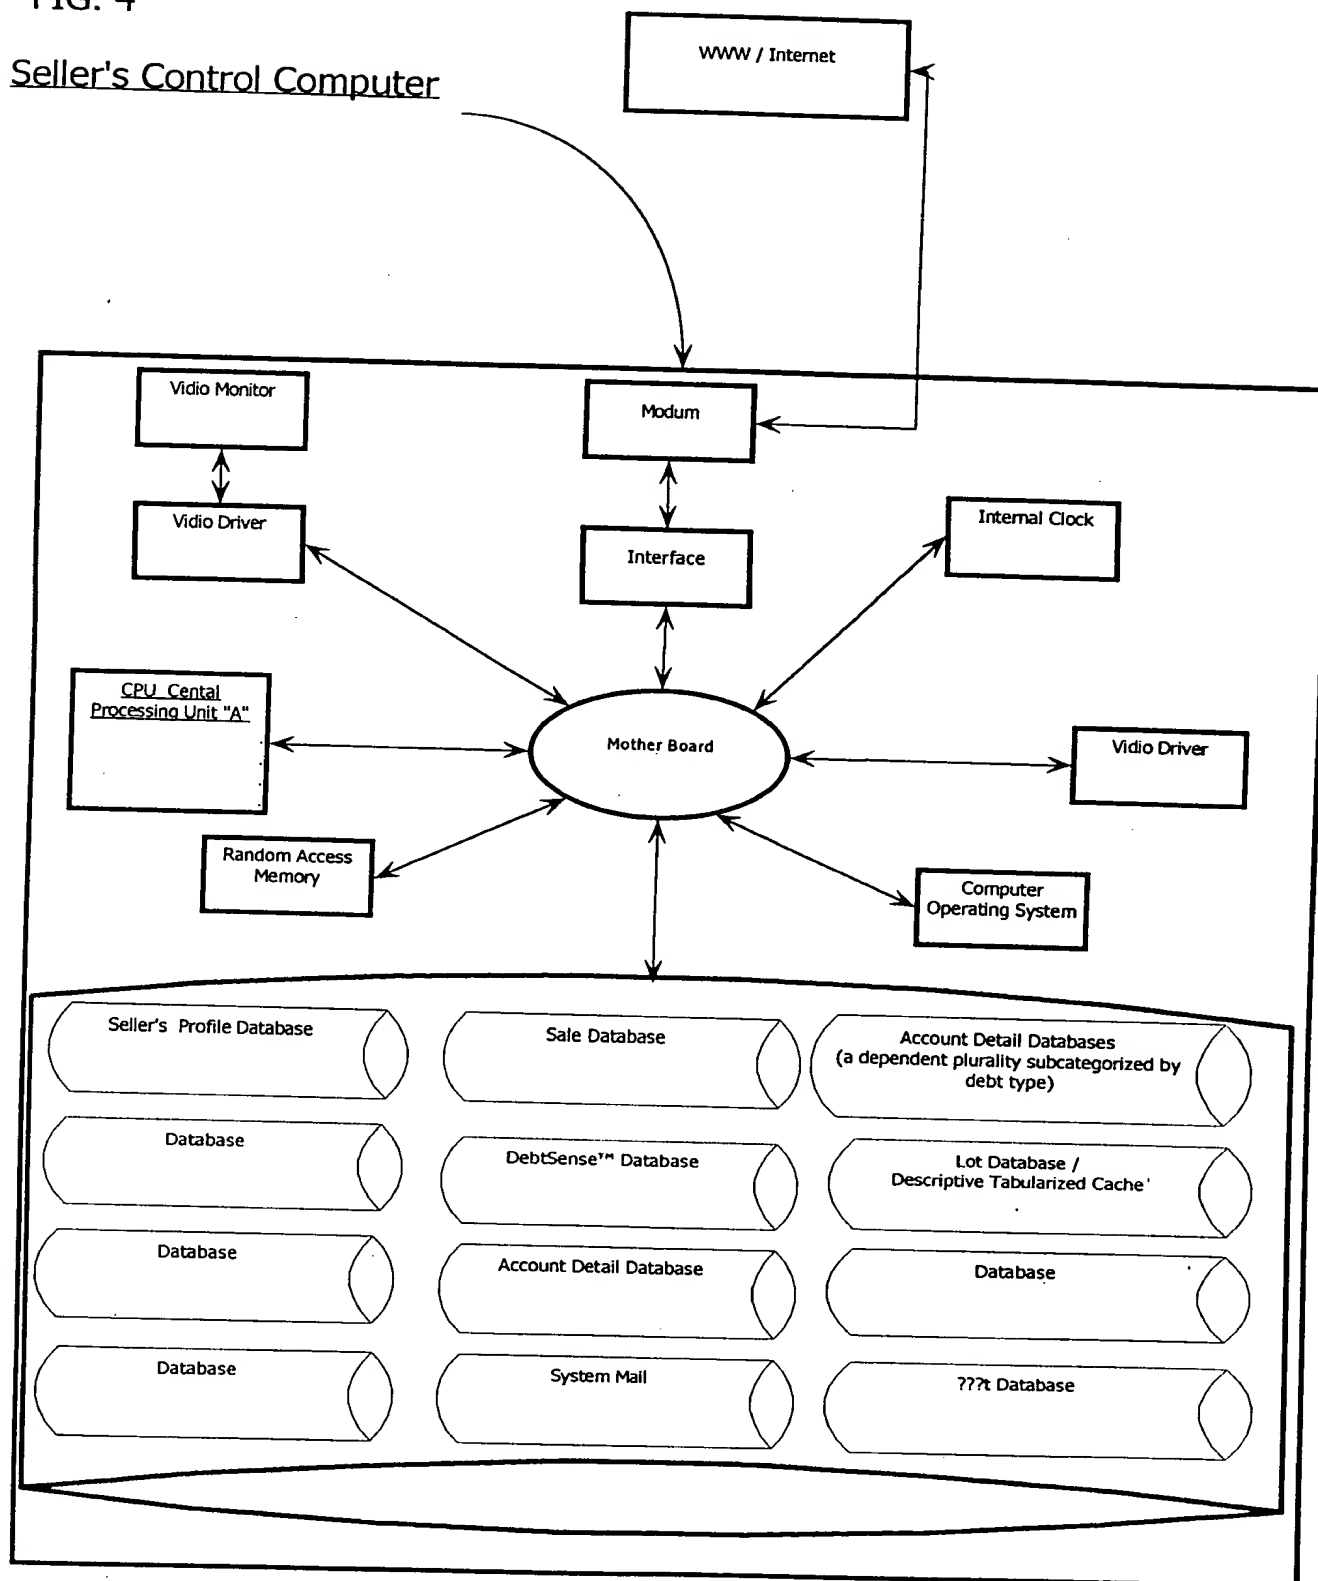 FIG. 4
Seller's Control Computer
WWW / Internet
Vidio Monitor
Modum
Vidio Driver
Interface
Internal Clock
CPU Cental
Processing Unit "A"
Mother Board
Vidio Driver
Random Access
Memory
Computer
Operating System
Seller's Profile Database
Sale Database
Account Detail Databases
(a dependent plurality subcategorized by
debt type)
Database
DebtSense™ Database
Lot Database /
Descriptive Tabularized Cache
Database
Account Detail Database
Database
Database
System Mail
???t Database